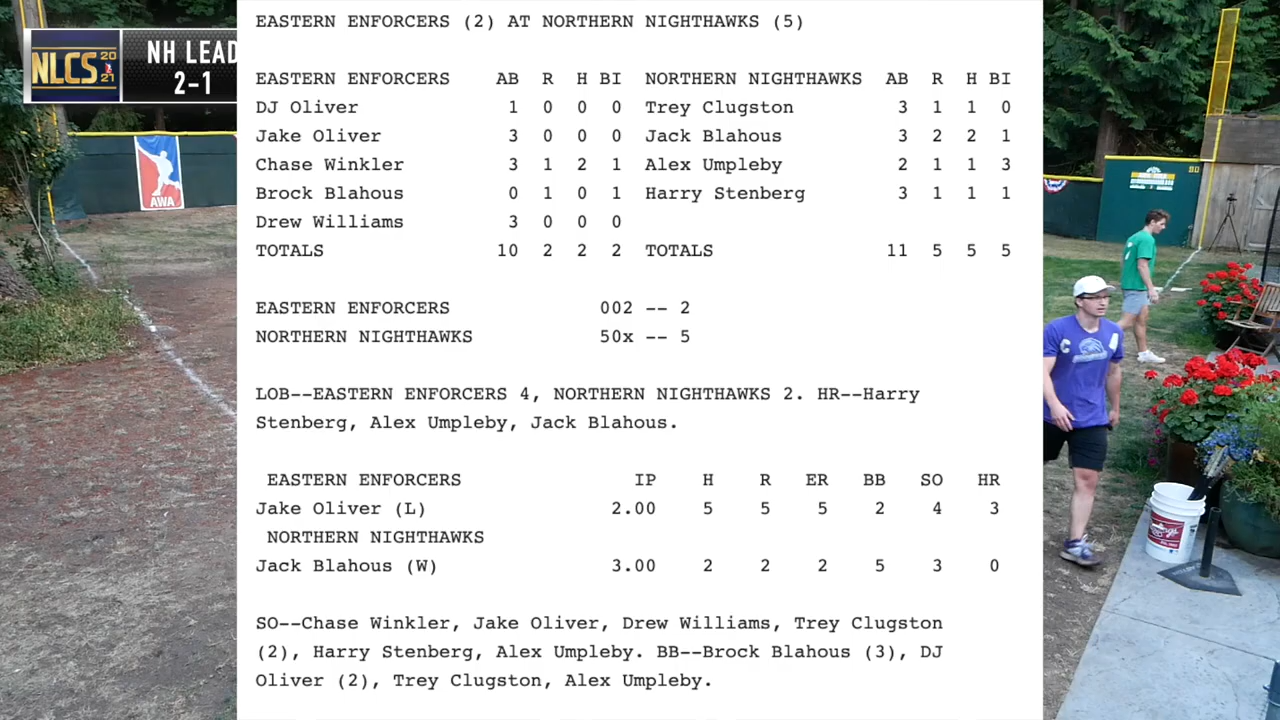 EASTERN ENFORCERS (2) AT NORTHERN NIGHTHAWKS (5)
NLCS 20 21
NH LEAD
2-1
EASTERN ENFORCERS AB R H BI NORTHERN NIGHTHAWKS AB R H BI
DJ Oliver 1 0 0 0 Trey Clugston 3 1 1 0
Jake Oliver 3 0 0 0 Jack Blahous 3 2 2 1
Chase Winkler 3 1 2 1 Alex Umpleby 2 1 1 3
Brock Blahous 0 1 0 1 Harry Stenberg 3 1 1 1
Drew Williams 3 0 0 0
TOTALS 10 2 2 2 TOTALS 11 5 5 5
AWA
EASTERN ENFORCERS 002 -- 2
NORTHERN NIGHTHAWKS 50x -- 5
LOB--EASTERN ENFORCERS 4, NORTHERN NIGHTHAWKS 2. HR--Harry
Stenberg, Alex Umpleby, Jack Blahous.
EASTERN ENFORCERS IP H R ER BB SO HR
Jake Oliver (L) 2.00 5 5 5 2 4 3
NORTHERN NIGHTHAWKS
Jack Blahous (W) 3.00 2 2 2 5 3 0
SO--Chase Winkler, Jake Oliver, Drew Williams, Trey Clugston
(2), Harry Stenberg, Alex Umpleby. BB--Brock Blahous (3), DJ
Oliver (2), Trey Clugston, Alex Umpleby.